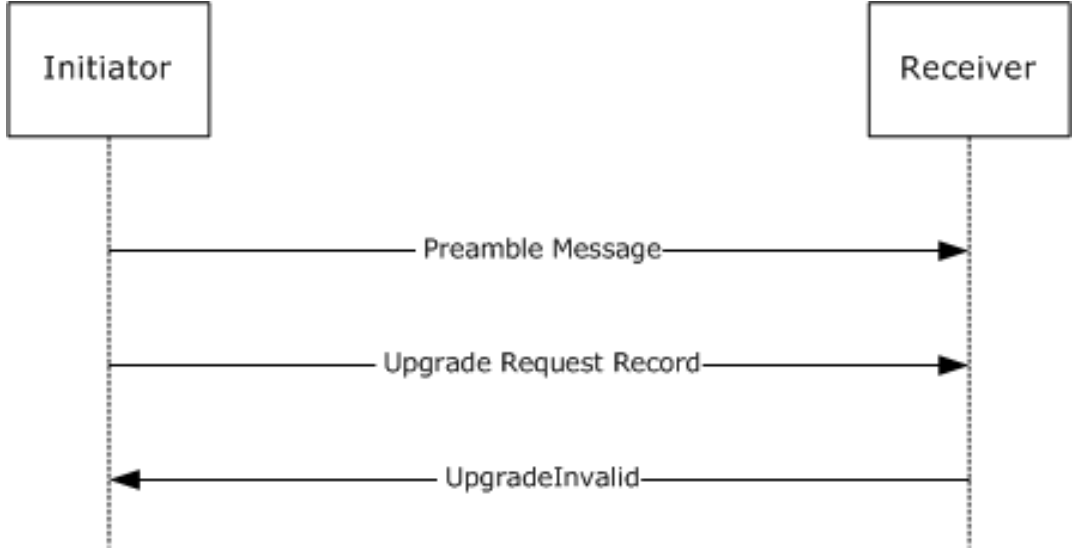 Initiator
Receiver
Preamble Message
Upgrade Request Record
UpgradeInvalid